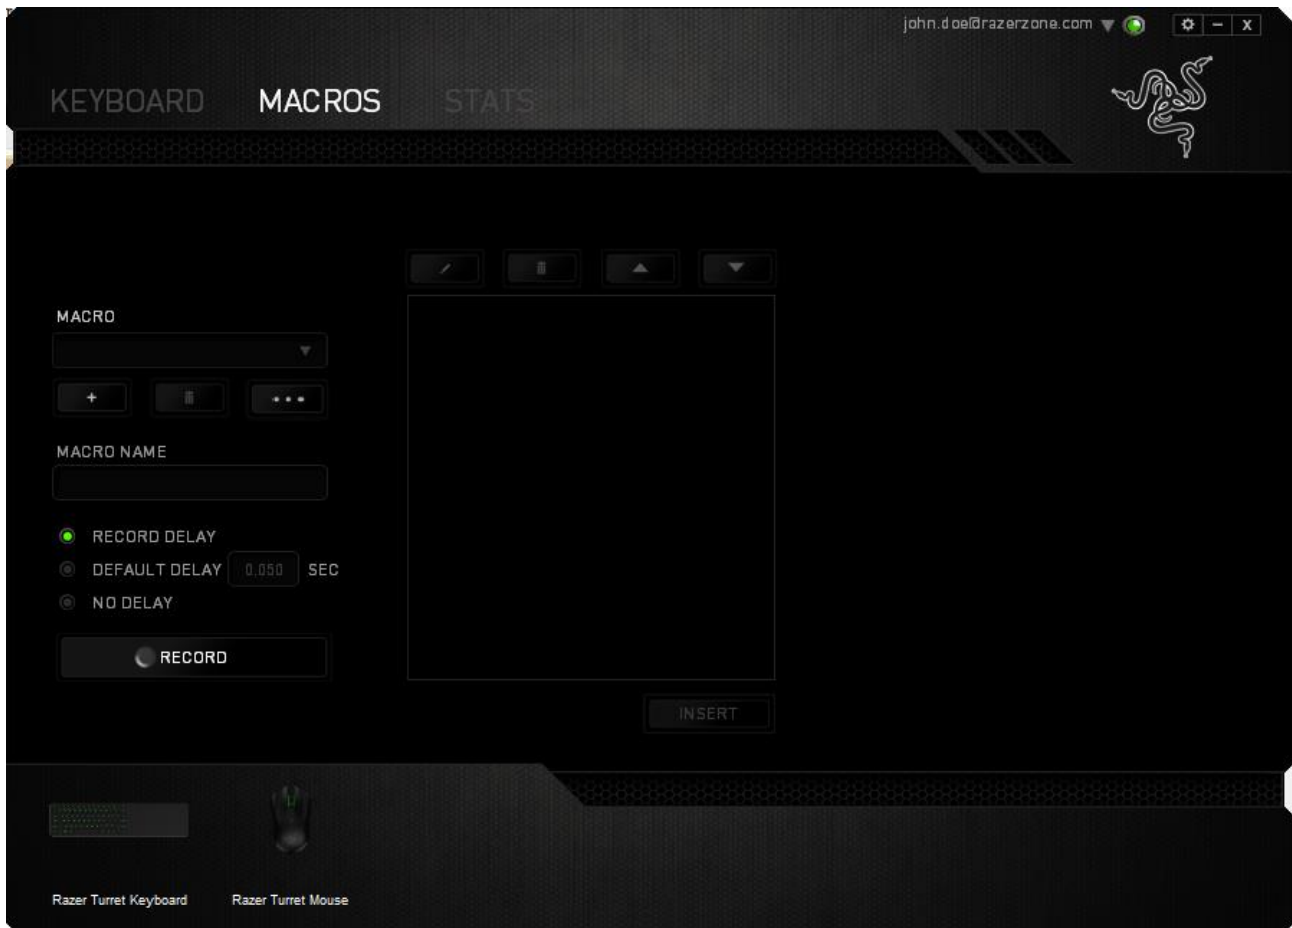 john.doe@razerzone.com
KEYBOARD MACROS STATS
MACRO
MACRO NAME
RECORD DELAY
DEFAULT DELAY 0.050 SEC
NO DELAY
RECORD
INSERT
Razer Turret Keyboard Razer Turret Mouse